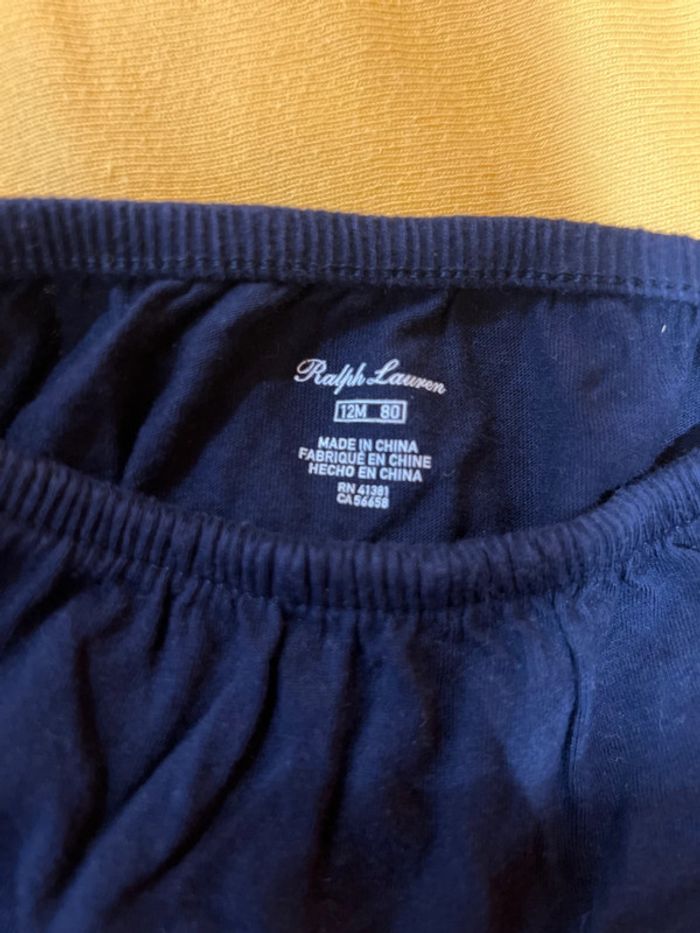 Ralph Lauren
12M 80
MADE IN CHINA
FABRIQUÉ EN CHINE
HECHO EN CHINA
RN 41381
CA 56658